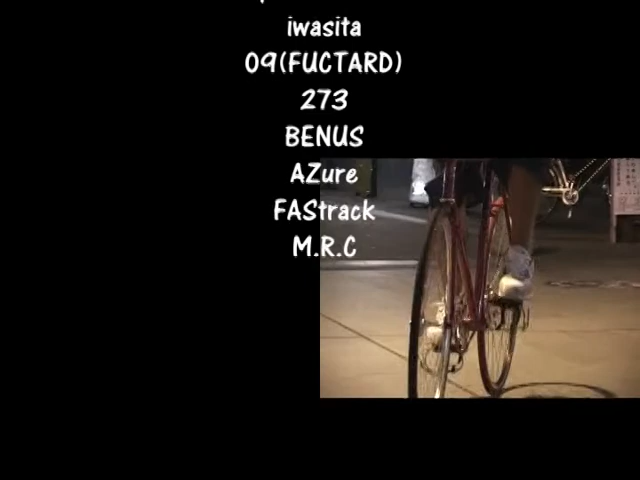 iwasita
09(FUCTARD)
273
BENUS
AZure
FAStrack
M.R.C